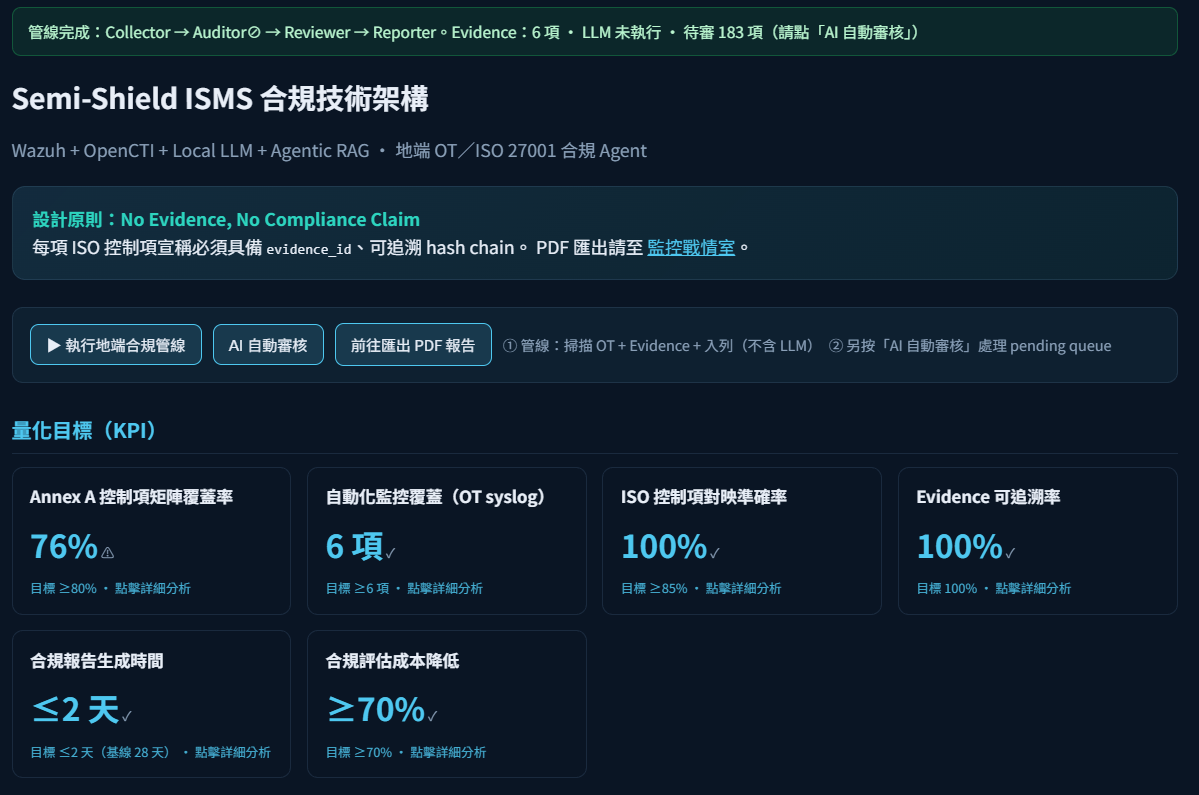 管線完成：Collector → Auditor⊘ → Reviewer → Reporter。Evidence：6 項 · LLM 未執行 · 待審 183 項（請點「AI 自動審核」）
Semi-Shield ISMS 合規技術架構
Wazuh + OpenCTI + Local LLM + Agentic RAG · 地端 OT／ISO 27001 合規 Agent
設計原則：No Evidence, No Compliance Claim
每項 ISO 控制項宣稱必須具備 evidence_id、可追溯 hash chain。 PDF 匯出請至 監控戰情室。
▶ 執行地端合規管線
AI 自動審核
前往匯出 PDF 報告
① 管線：掃描 OT + Evidence + 入列（不含 LLM） ② 另按「AI 自動審核」處理 pending queue
量化目標（KPI）
Annex A 控制項矩陣覆蓋率
76%⚠
目標 ≥80% · 點擊詳細分析
自動化監控覆蓋（OT syslog）
6 項✓
目標 ≥6 項 · 點擊詳細分析
ISO 控制項對映準確率
100%✓
目標 ≥85% · 點擊詳細分析
Evidence 可追溯率
100%✓
目標 100% · 點擊詳細分析
合規報告生成時間
≤2 天✓
目標 ≤2 天（基線 28 天） · 點擊詳細分析
合規評估成本降低
≥70%✓
目標 ≥70% · 點擊詳細分析